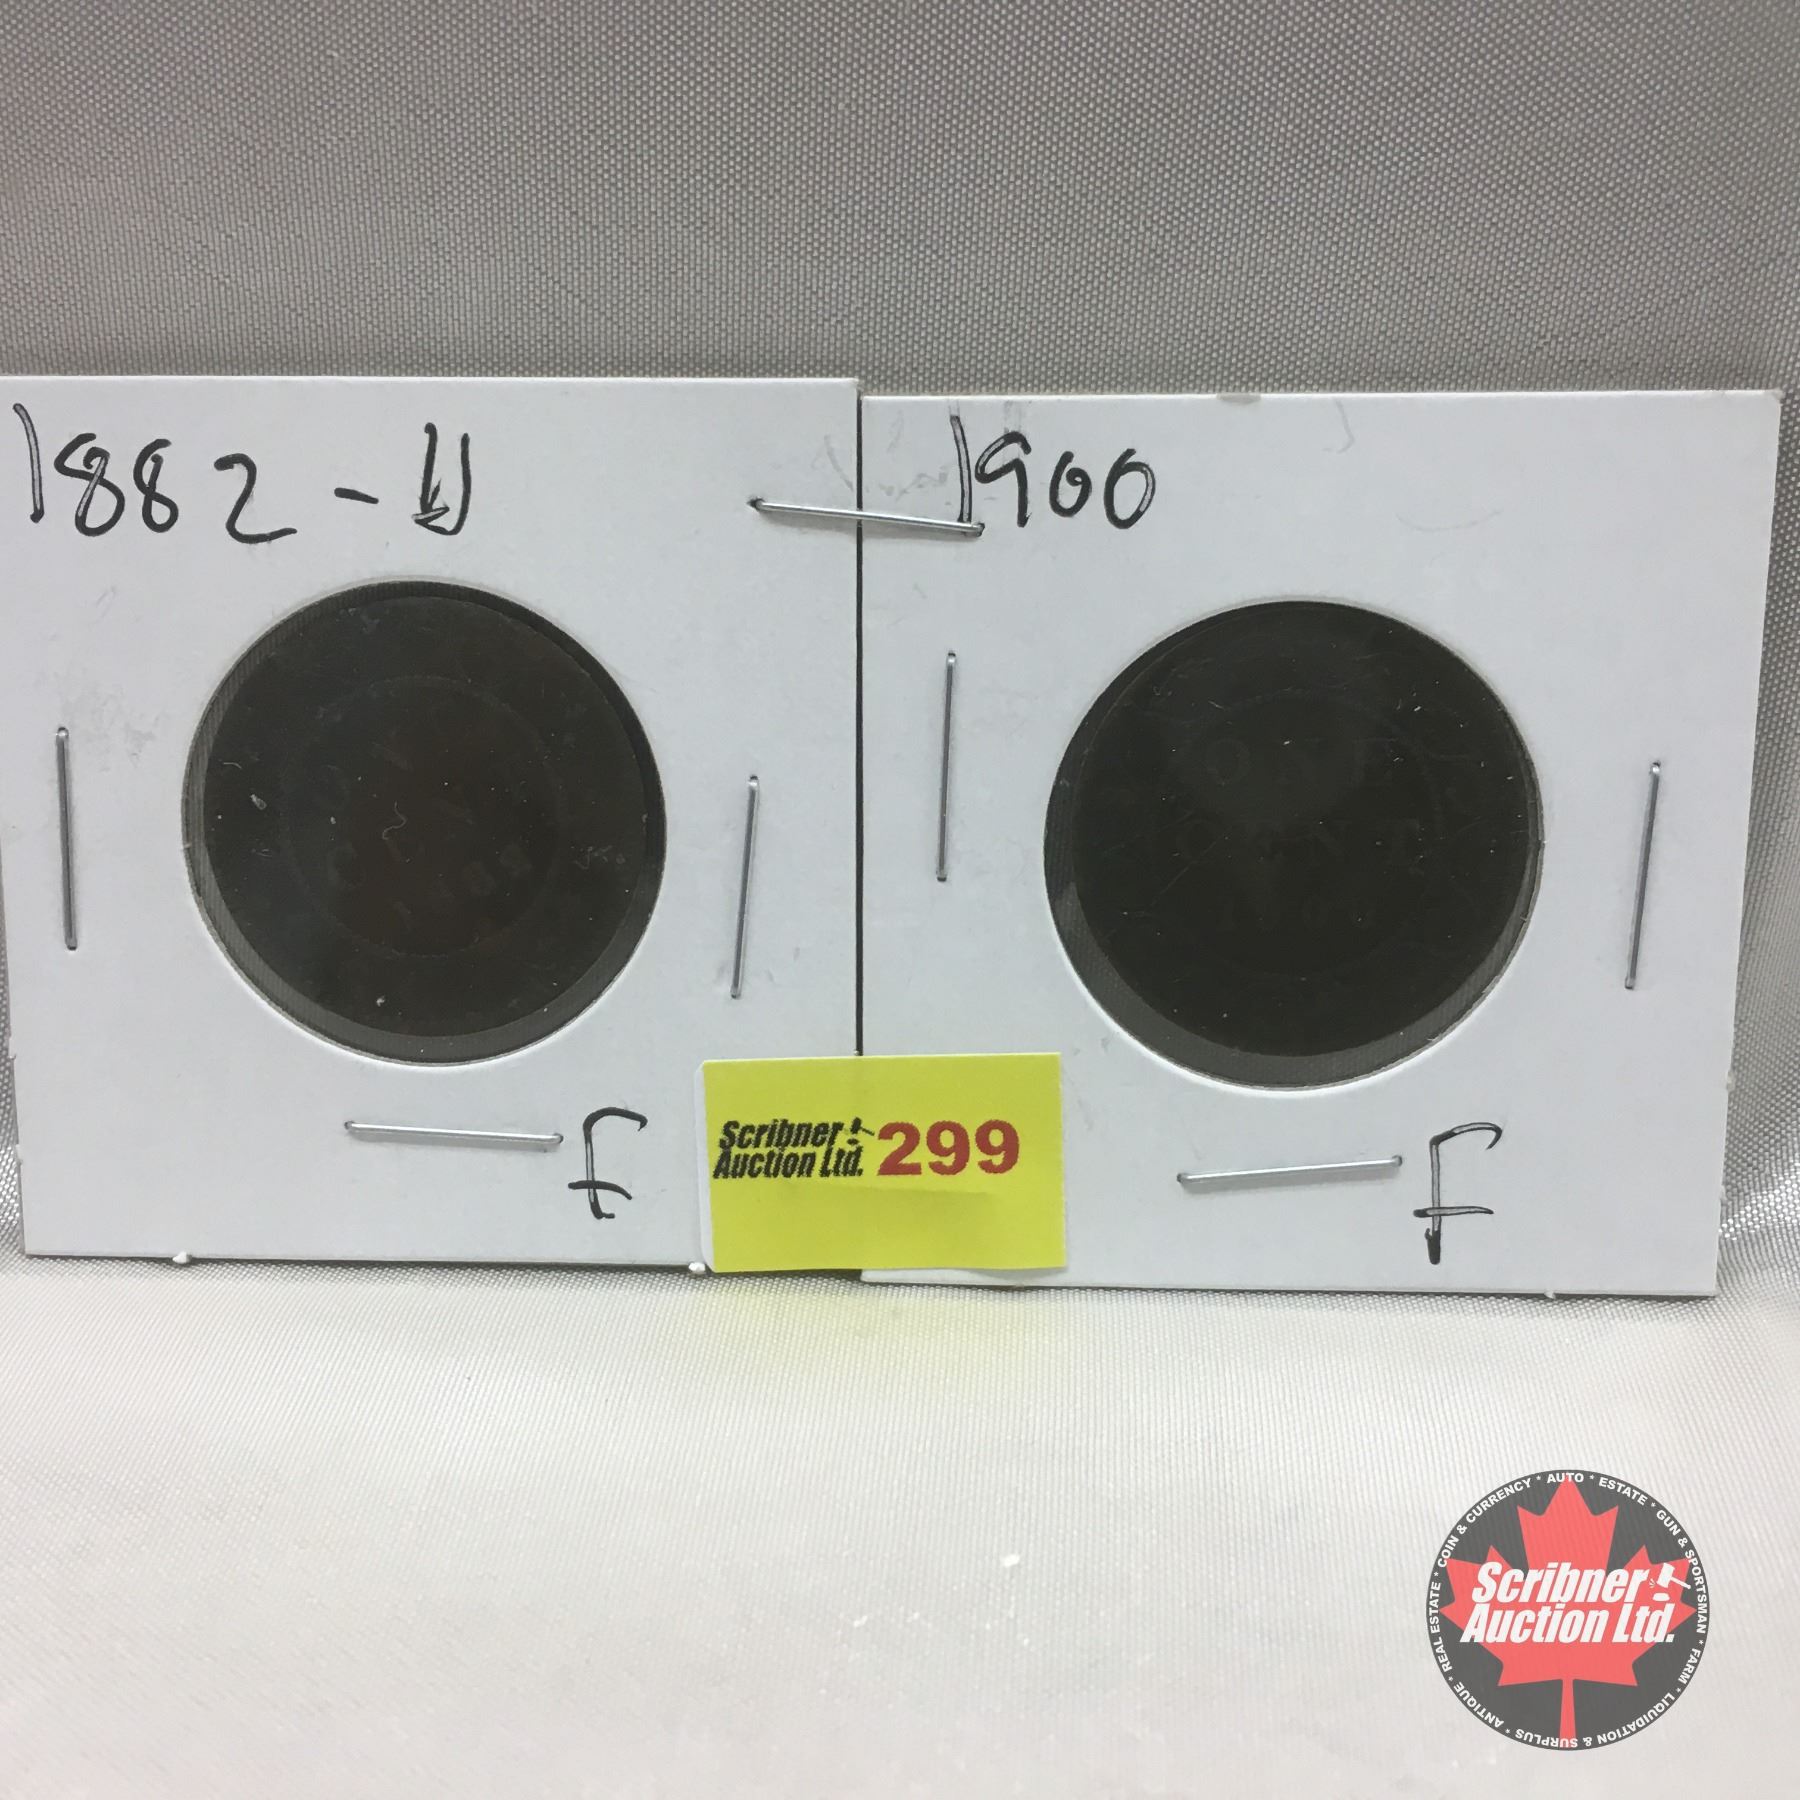 1882 - H
1900
ONE
CENT
F
F
Scribner
Auction Ltd.
299
REAL ESTATE * COIN & CURRENCY * AUTO * ESTATE * GUN & SPORTSMAN * FARM * LIQUIDATION & SURPLUS * ANTIQUE *
Scribner
Auction Ltd.